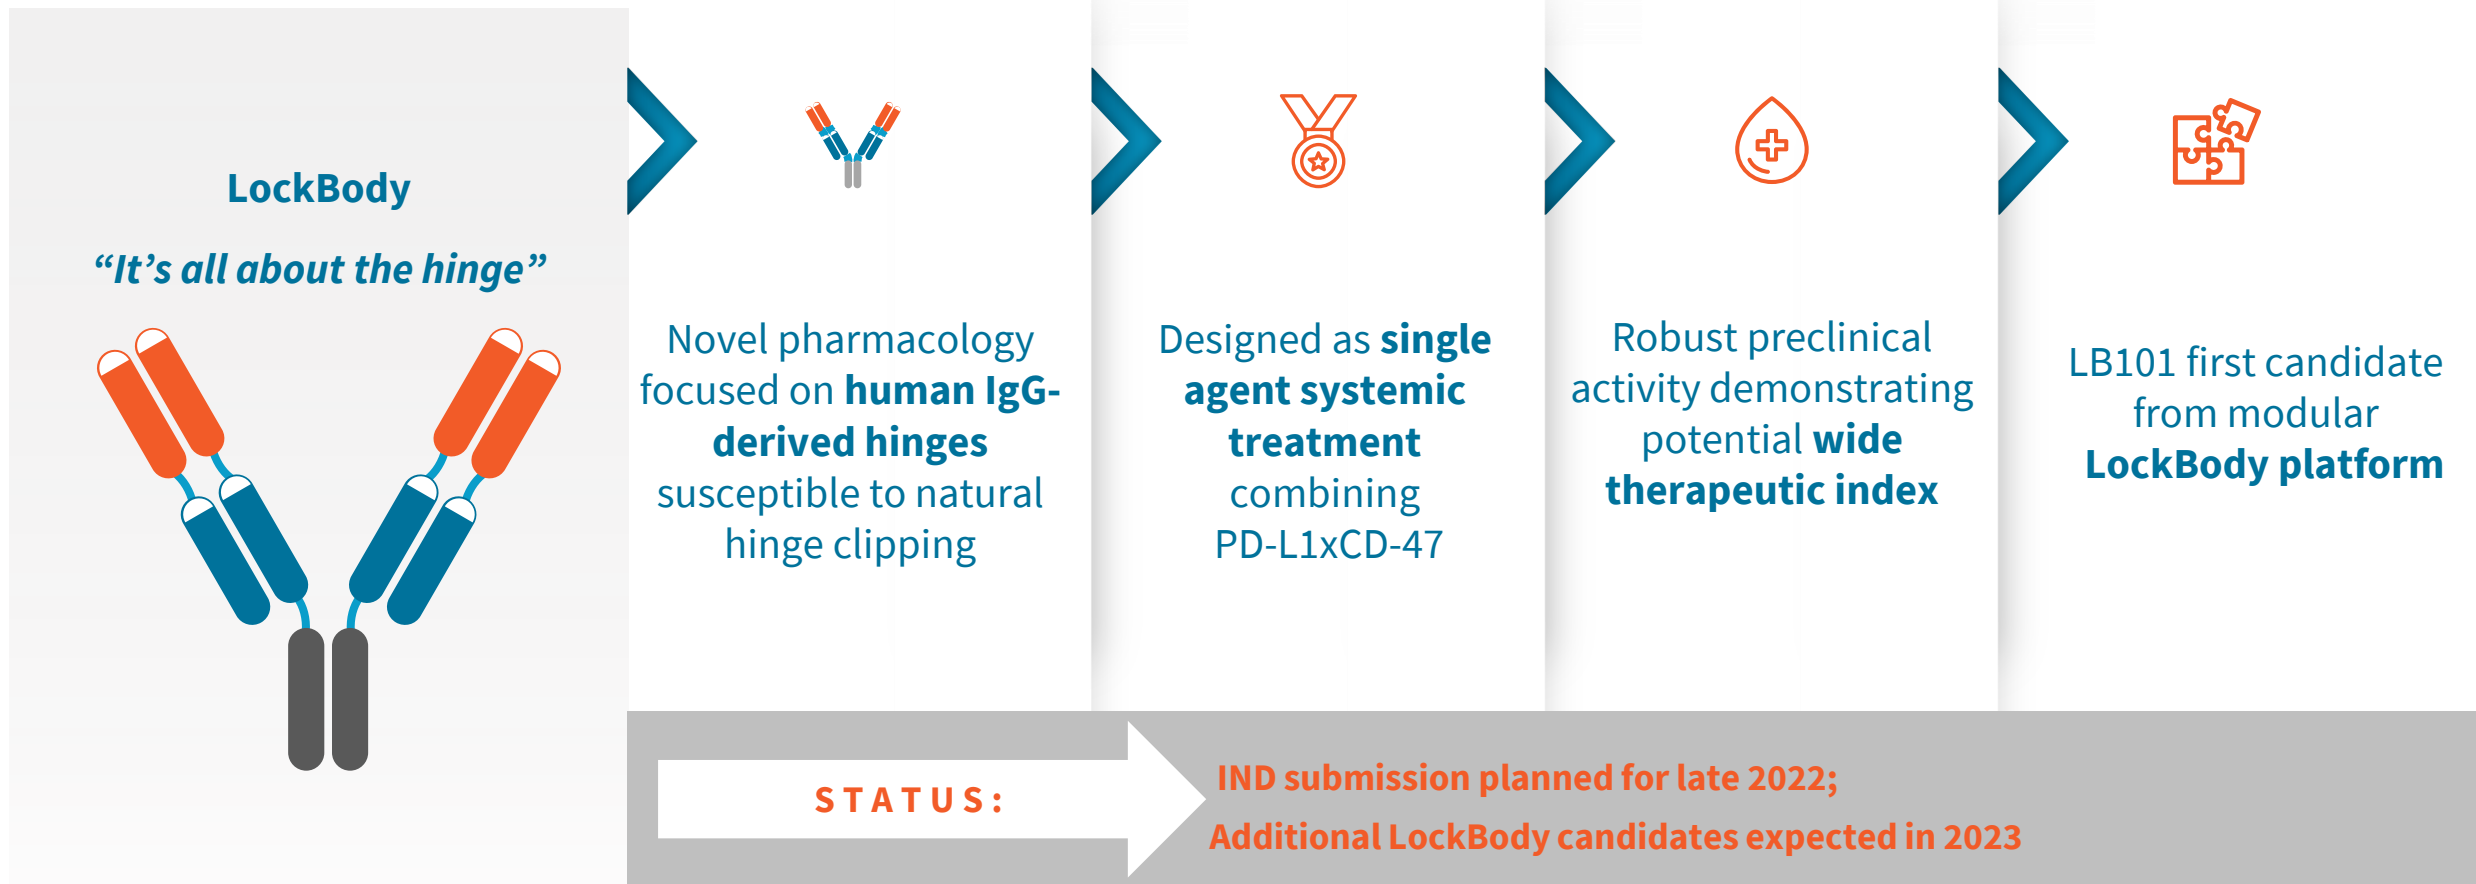 LockBody
“It’s all about the hinge”
Novel pharmacology
focused on human IgG-
derived hinges
susceptible to natural
hinge clipping
Designed as single
agent systemic
treatment
combining
PD-L1xCD-47
Robust preclinical
activity demonstrating
potential wide
therapeutic index
LB101 first candidate
from modular
LockBody platform
STATUS:
IND submission planned for late 2022;
Additional LockBody candidates expected in 2023